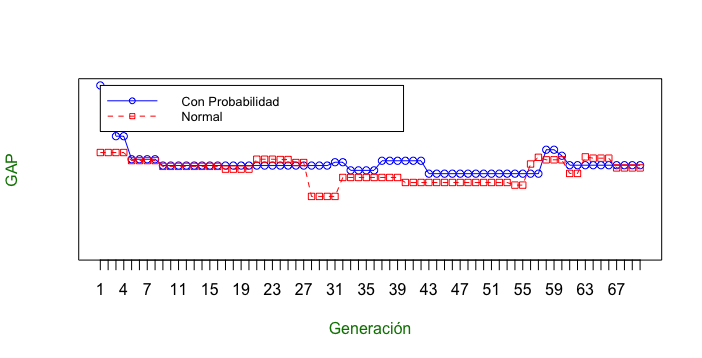 Con Probabilidad
Normal
GAP
1 4 7 11 15 19 23 27 31 35 39 43 47 51 55 59 63 67
Generación